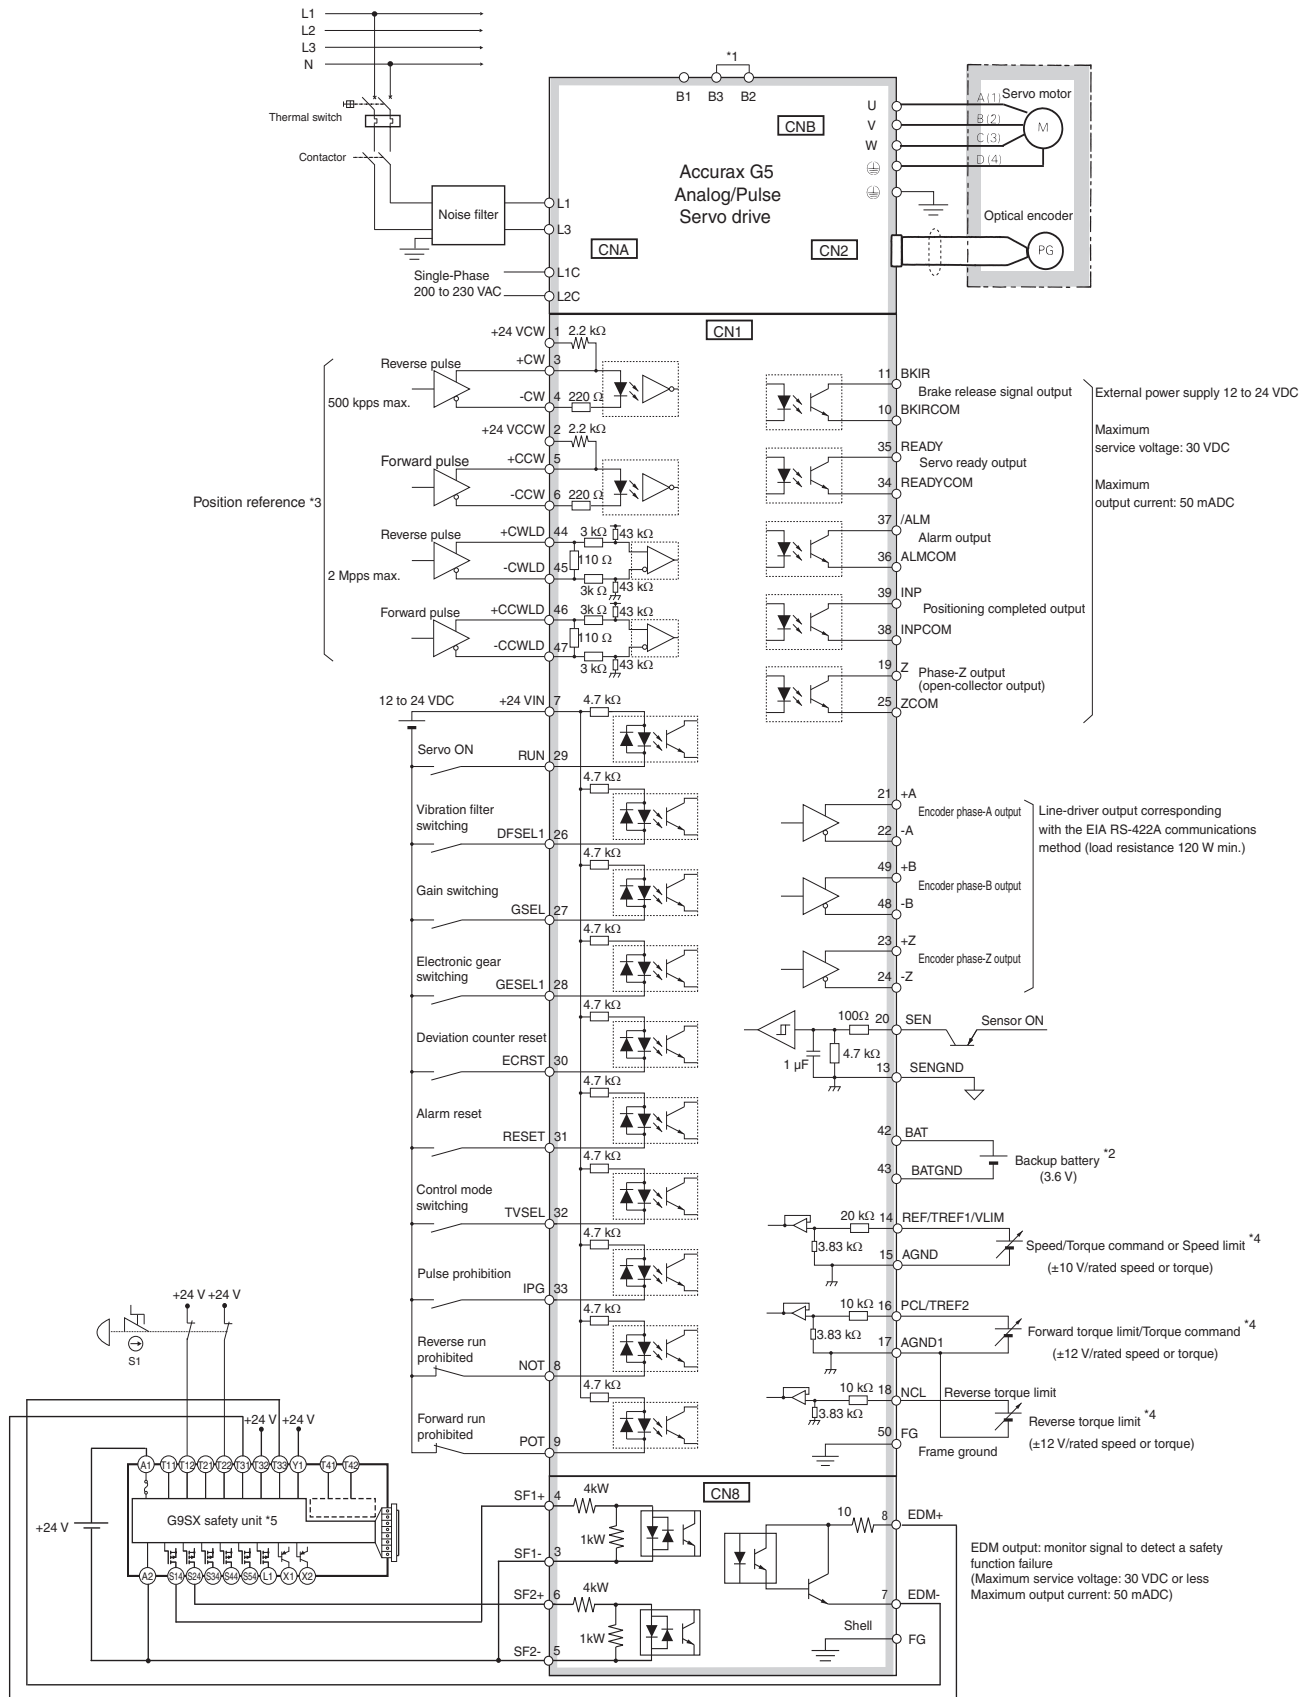 L1
L2
L3
N
Thermal switch
Contactor
Noise filter
L1
L3
Single-Phase
200 to 230 VAC
L1C
L2C
*1
B1 B3 B2
CNB
Accurax G5
Analog/Pulse
Servo drive
CNA
CN2
U
V
W
A (1)
B (2)
C (3)
D (4)
Servo motor
M
Optical encoder
PG
CN1
+24 VCW 1 2.2 kΩ
Reverse pulse
+CW 3
-CW 4 220 Ω
500 kpps max.
+24 VCCW 2 2.2 kΩ
Forward pulse
+CCW 5
-CCW 6 220 Ω
Position reference *3
Reverse pulse
+CWLD 44 3 kΩ 43 kΩ
110 Ω
-CWLD 45
3k Ω 43 kΩ
2 Mpps max.
Forward pulse
+CCWLD 46 3k Ω 43 kΩ
110 Ω
-CCWLD 47
3 kΩ 43 kΩ
12 to 24 VDC
+24 VIN 7 4.7 kΩ
Servo ON
RUN 29
4.7 kΩ
Vibration filter
switching
DFSEL1 26
4.7 kΩ
Gain switching
GSEL 27
4.7 kΩ
Electronic gear
switching
GESEL1 28
4.7 kΩ
Deviation counter reset
ECRST 30
4.7 kΩ
Alarm reset
RESET 31
4.7 kΩ
Control mode
switching
TVSEL 32
4.7 kΩ
Pulse prohibition
IPG 33
4.7 kΩ
Reverse run
prohibited
NOT 8
4.7 kΩ
Forward run
prohibited
POT 9
11 BKIR
Brake release signal output
10 BKIRCOM
35 READY
Servo ready output
34 READYCOM
37 /ALM
Alarm output
36 ALMCOM
39 INP
Positioning completed output
38 INPCOM
19 Z
Phase-Z output
(open-collector output)
25 ZCOM
External power supply 12 to 24 VDC
Maximum
service voltage: 30 VDC
Maximum
output current: 50 mADC
21 +A
Encoder phase-A output
22 -A
49 +B
Encoder phase-B output
48 -B
23 +Z
Encoder phase-Z output
24 -Z
Line-driver output corresponding
with the EIA RS-422A communications
method (load resistance 120 W min.)
100Ω 20 SEN
Sensor ON
1 μF
4.7 kΩ
13 SENGND
42 BAT
Backup battery *2
(3.6 V)
43 BATGND
20 kΩ 14 REF/TREF1/VLIM
3.83 kΩ
15 AGND
Speed/Torque command or Speed limit *4
(±10 V/rated speed or torque)
10 kΩ 16 PCL/TREF2
3.83 kΩ
17 AGND1
Forward torque limit/Torque command *4
(±12 V/rated speed or torque)
10 kΩ 18 NCL
Reverse torque limit
3.83 kΩ
Reverse torque limit *4
(±12 V/rated speed or torque)
50 FG
Frame ground
+24 V +24 V
S1
+24 V +24 V
A1 T11 T12 T21 T22 T31 T32 T33 Y1 T41 T42
G9SX safety unit *5
+24 V
A2 S14 S24 S34 S44 S54 L1 X1 X2
CN8
SF1+ 4 4kW
1kW
SF1- 3
SF2+ 6 4kW
1kW
SF2- 5
10 8 EDM+
7 EDM-
Shell
FG
EDM output: monitor signal to detect a safety
function failure
(Maximum service voltage: 30 VDC or less
Maximum output current: 50 mADC)